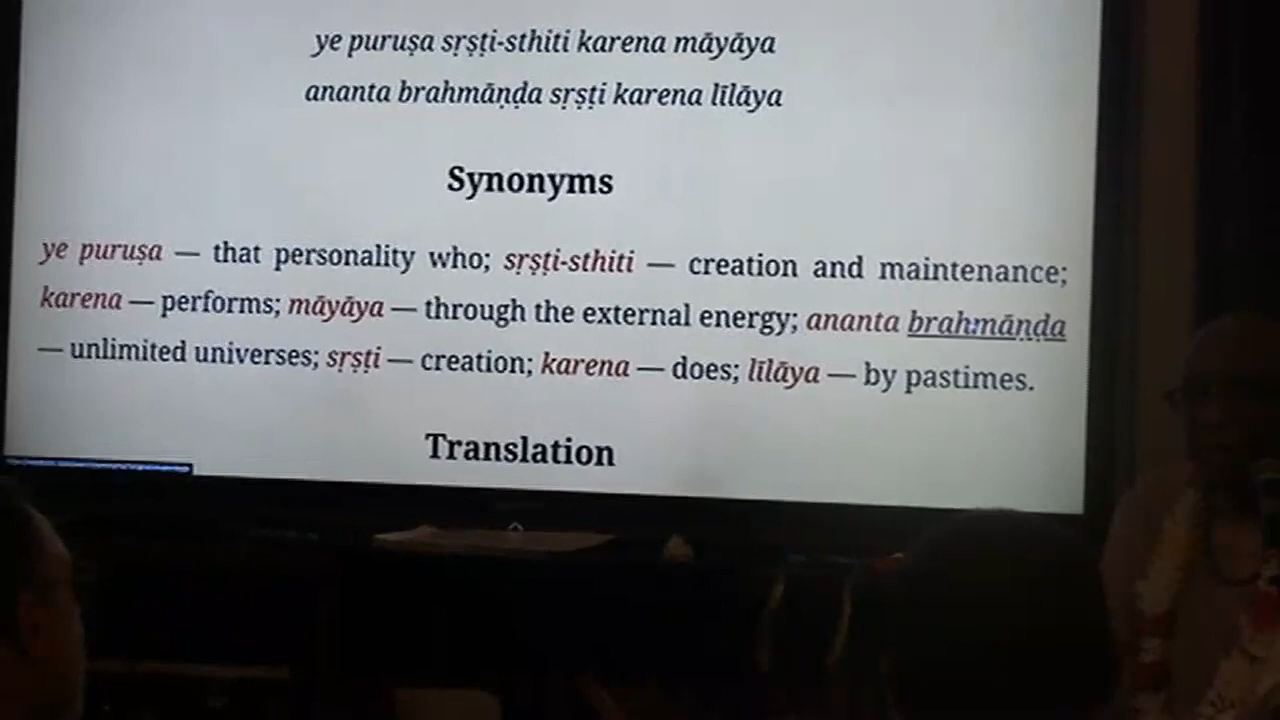 ye puruṣa sṛṣṭi-sthiti karena māyāya
ananta brahmāṇḍa sṛṣṭi karena līlāya
Synonyms
ye puruṣa — that personality who; sṛṣṭi-sthiti — creation and maintenance;
karena — performs; māyāya — through the external energy; ananta brahmāṇḍa
— unlimited universes; sṛṣṭi — creation; karena — does; līlāya — by pastimes.
Translation